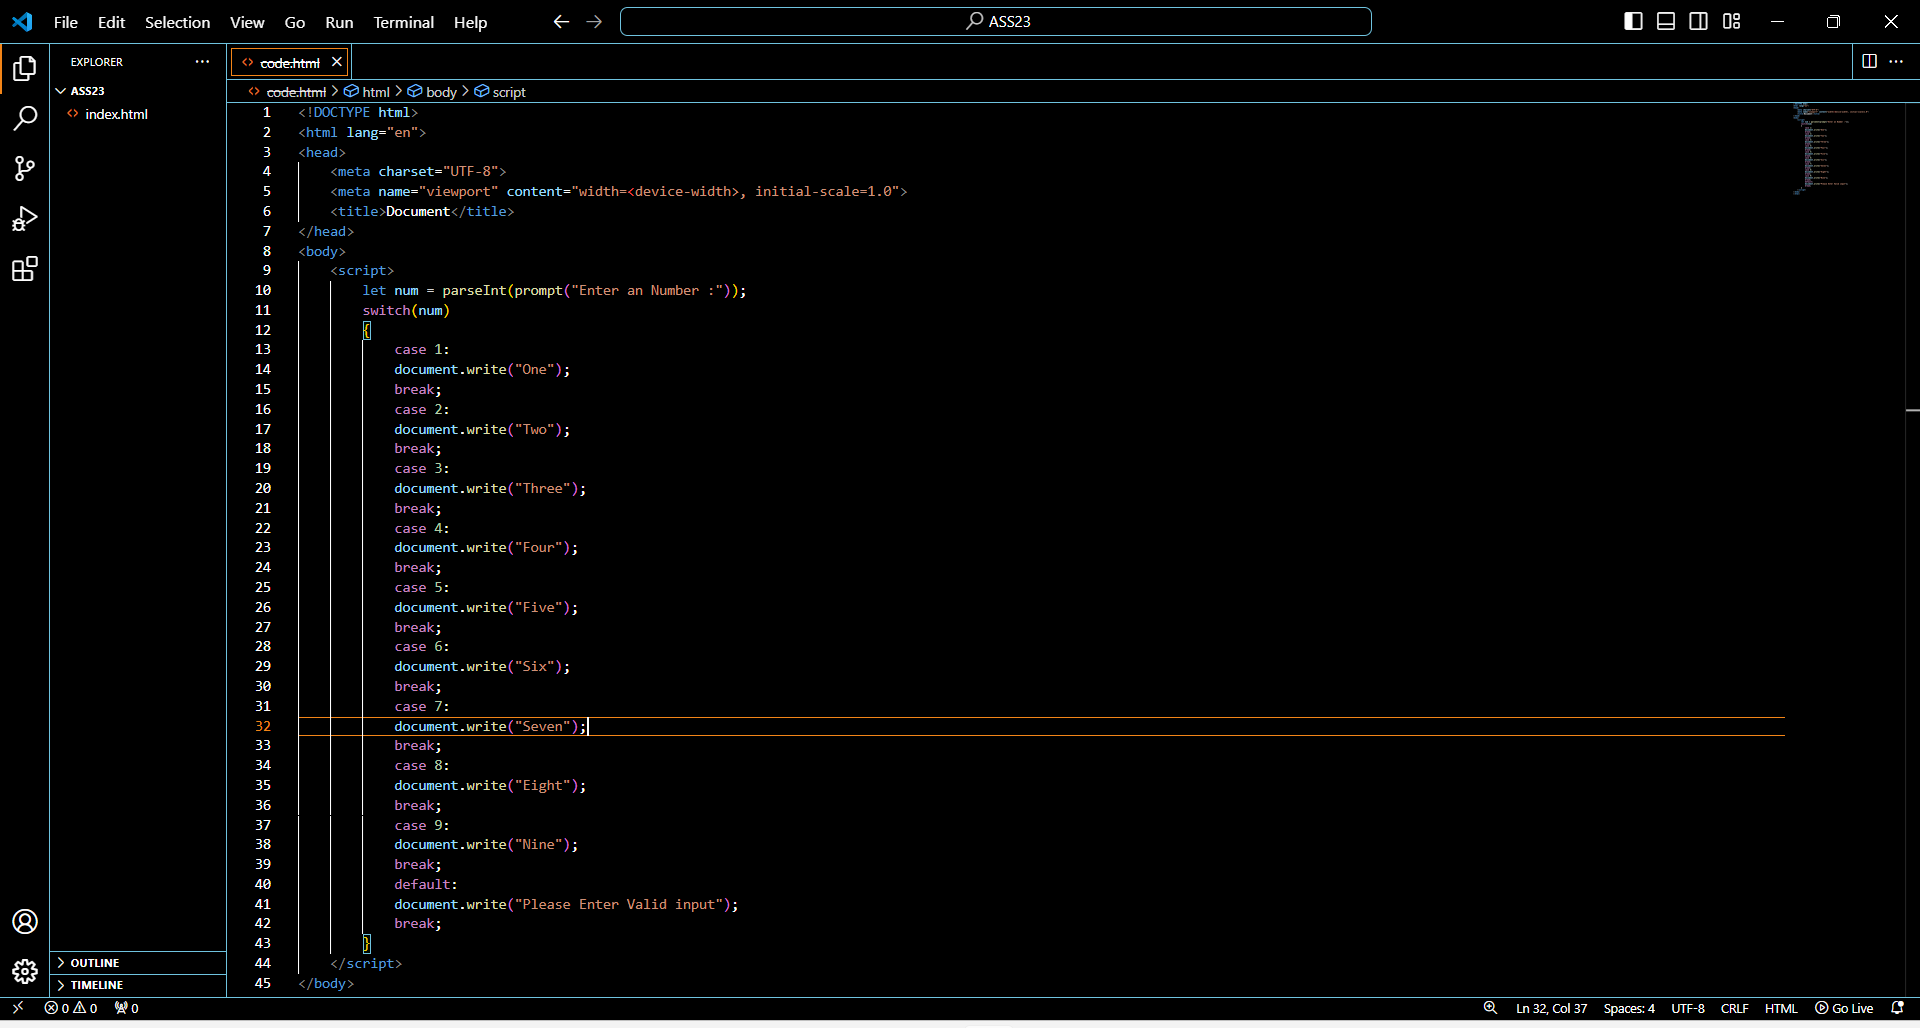 File Edit Selection View Go Run Terminal Help
ASS23
EXPLORER
code.html
ASS23
index.html
code.html > html > body > script
1 <!DOCTYPE html>
2 <html lang="en">
3 <head>
4 <meta charset="UTF-8">
5 <meta name="viewport" content="width=<device-width>, initial-scale=1.0">
6 <title>Document</title>
7 </head>
8 <body>
9 <script>
10 let num = parseInt(prompt("Enter an Number :"));
11 switch(num)
12 {
13 case 1:
14 document.write("One");
15 break;
16 case 2:
17 document.write("Two");
18 break;
19 case 3:
20 document.write("Three");
21 break;
22 case 4:
23 document.write("Four");
24 break;
25 case 5:
26 document.write("Five");
27 break;
28 case 6:
29 document.write("Six");
30 break;
31 case 7:
32 document.write("Seven");
33 break;
34 case 8:
35 document.write("Eight");
36 break;
37 case 9:
38 document.write("Nine");
39 break;
40 default:
41 document.write("Please Enter Valid input");
42 break;
43 }
44 </script>
45 </body>
OUTLINE
TIMELINE
0 0 0 Ln 32, Col 37 Spaces: 4 UTF-8 CRLF HTML Go Live